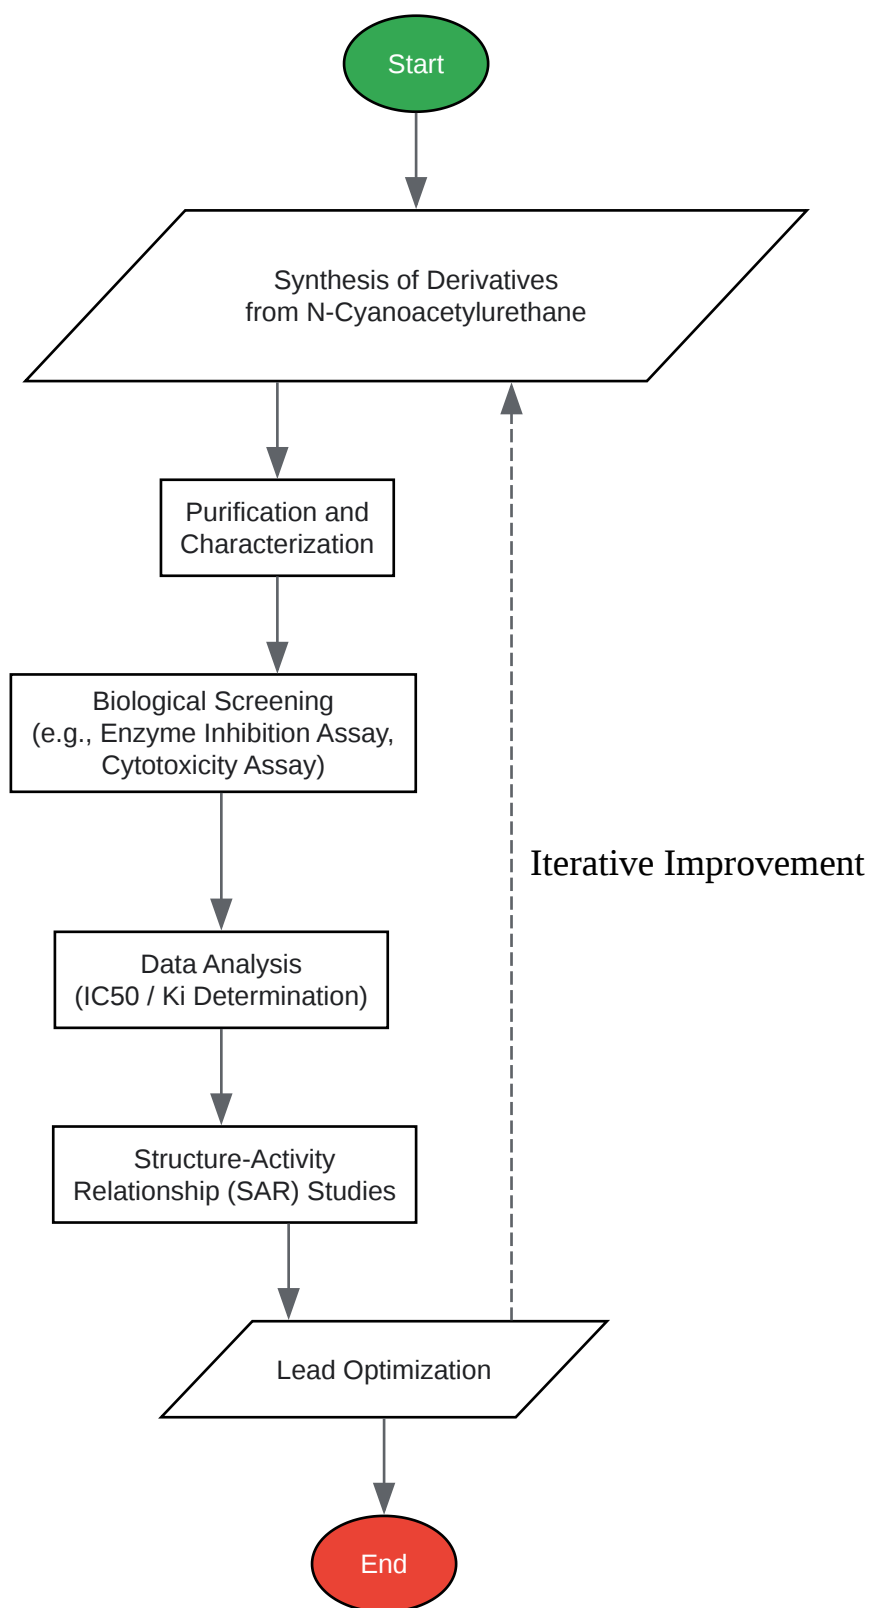 Start
Synthesis of Derivatives
from N-Cyanoacetylurethane
Purification and
Characterization
Biological Screening
(e.g., Enzyme Inhibition Assay,
Cytotoxicity Assay)
Iterative Improvement
Data Analysis
(IC50 / Ki Determination)
Structure-Activity
Relationship (SAR) Studies
Lead Optimization
End